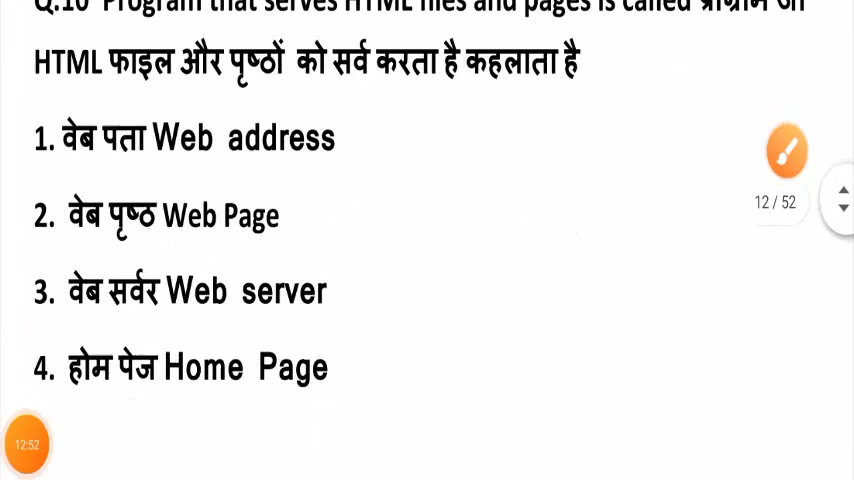 Q.10 Program that serves HTML files and pages is called प्रोग्राम जो
HTML फाइल और पृष्ठों को सर्व करता है कहलाता है
1. वेब पता Web address
2. वेब पृष्ठ Web Page
12 / 52
3. वेब सर्वर Web server
4. होम पेज Home Page
12:52